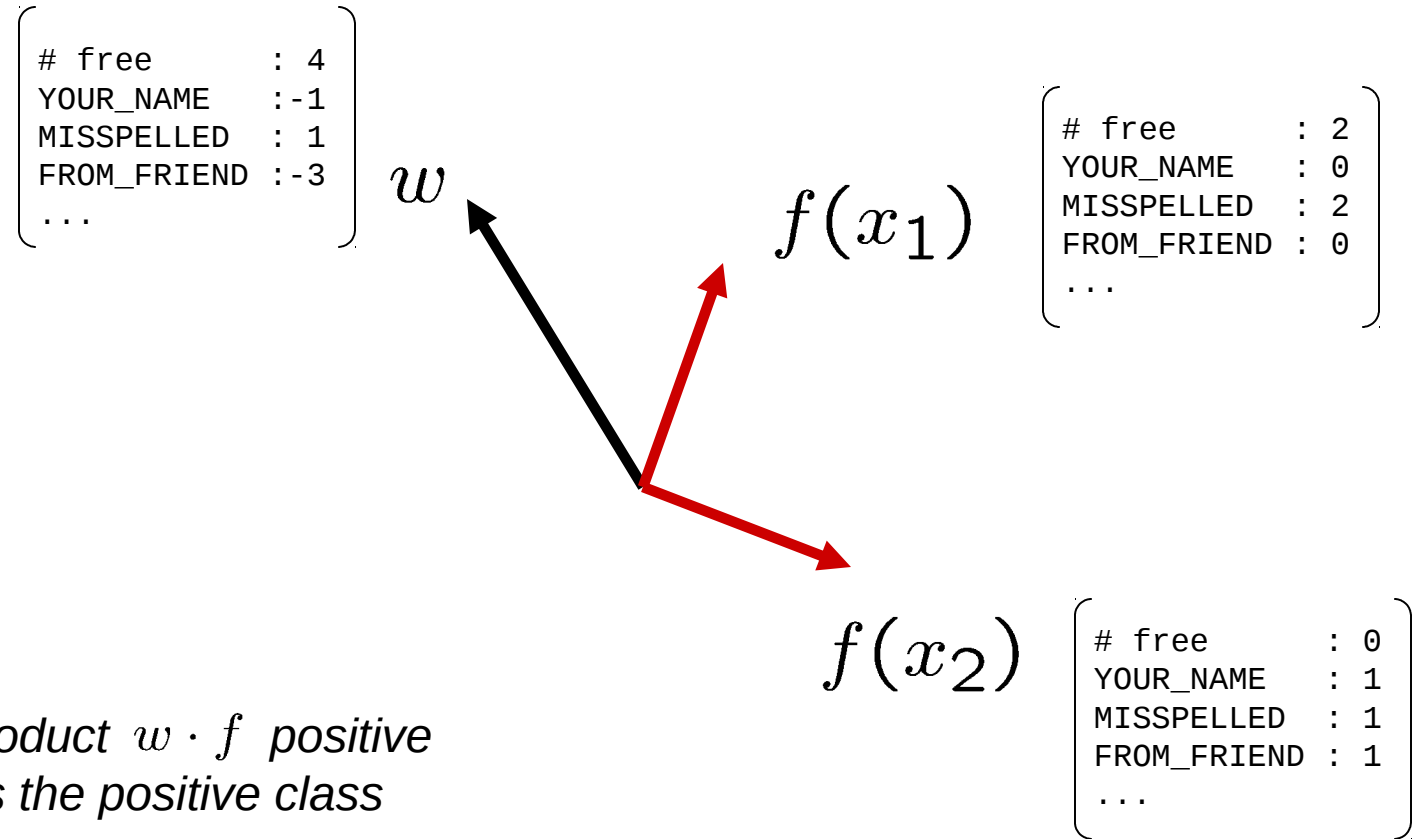 # free : 4
YOUR_NAME :-1
MISSPELLED : 1
FROM_FRIEND :-3
...
w
f(x₁)
# free : 2
YOUR_NAME : 0
MISSPELLED : 2
FROM_FRIEND : 0
...
f(x₂)
# free : 0
YOUR_NAME : 1
MISSPELLED : 1
FROM_FRIEND : 1
...
oduct w · f positive
s the positive class